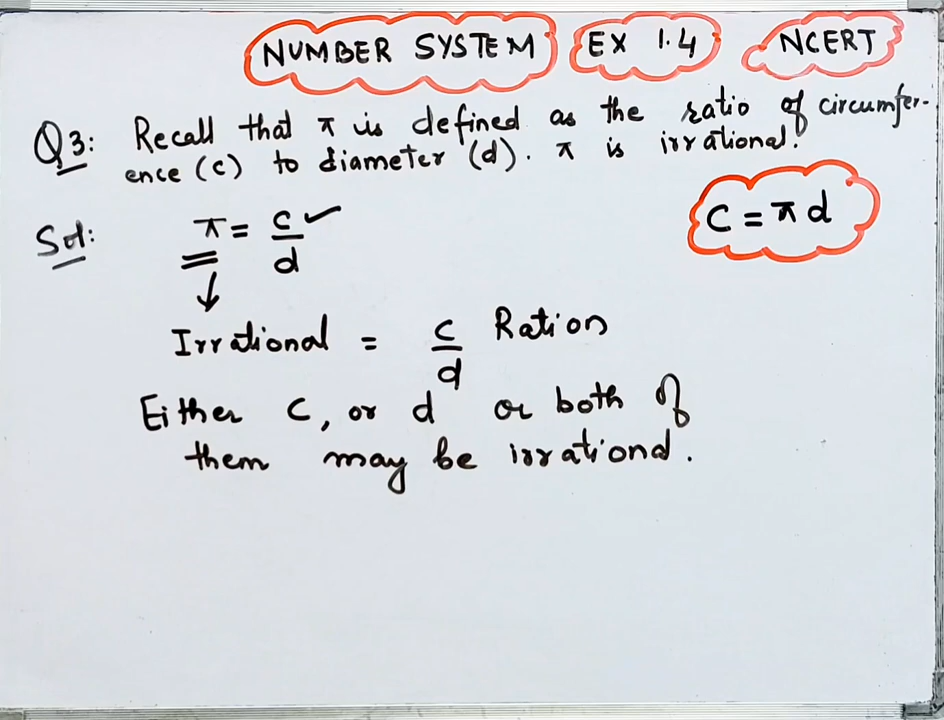 NUMBER SYSTEM EX 1.4 NCERT
Q3: Recall that π is defined as the ratio of circumfer-
ence (c) to diameter (d). π is irrational.
Sol: π = c/d ✓
C = πd
↓
Irrational = c/d Ration
Either C, or d or both of
them may be irrational.